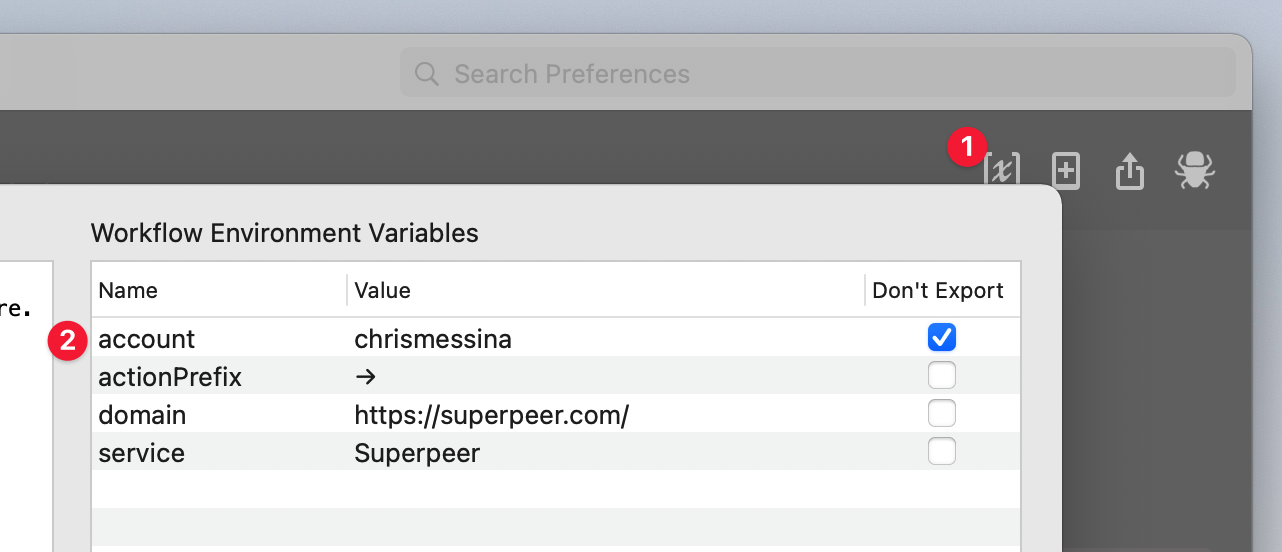 Search Preferences
1
[x]
Workflow Environment Variables
re.
Name Value Don't Export
2
account chrismessina
actionPrefix →
domain https://superpeer.com/
service Superpeer